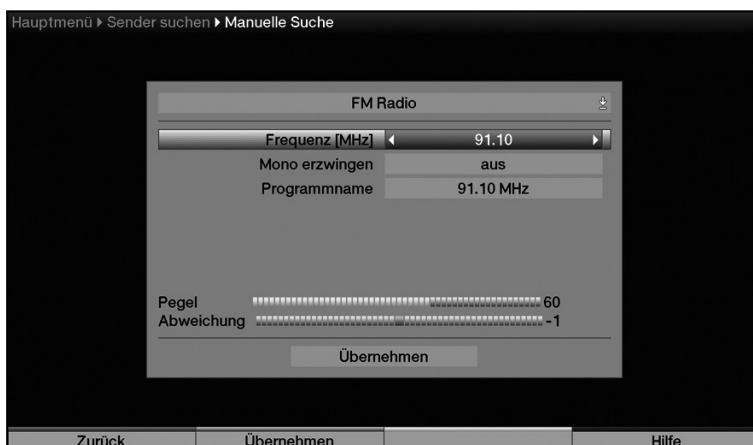 Hauptmenü ▸ Sender suchen ▸ Manuelle Suche
FM Radio
Frequenz [MHz] 91.10
Mono erzwingen aus
Programmname 91.10 MHz
Pegel 60
Abweichung -1
Übernehmen
Zurück Übernehmen Hilfe